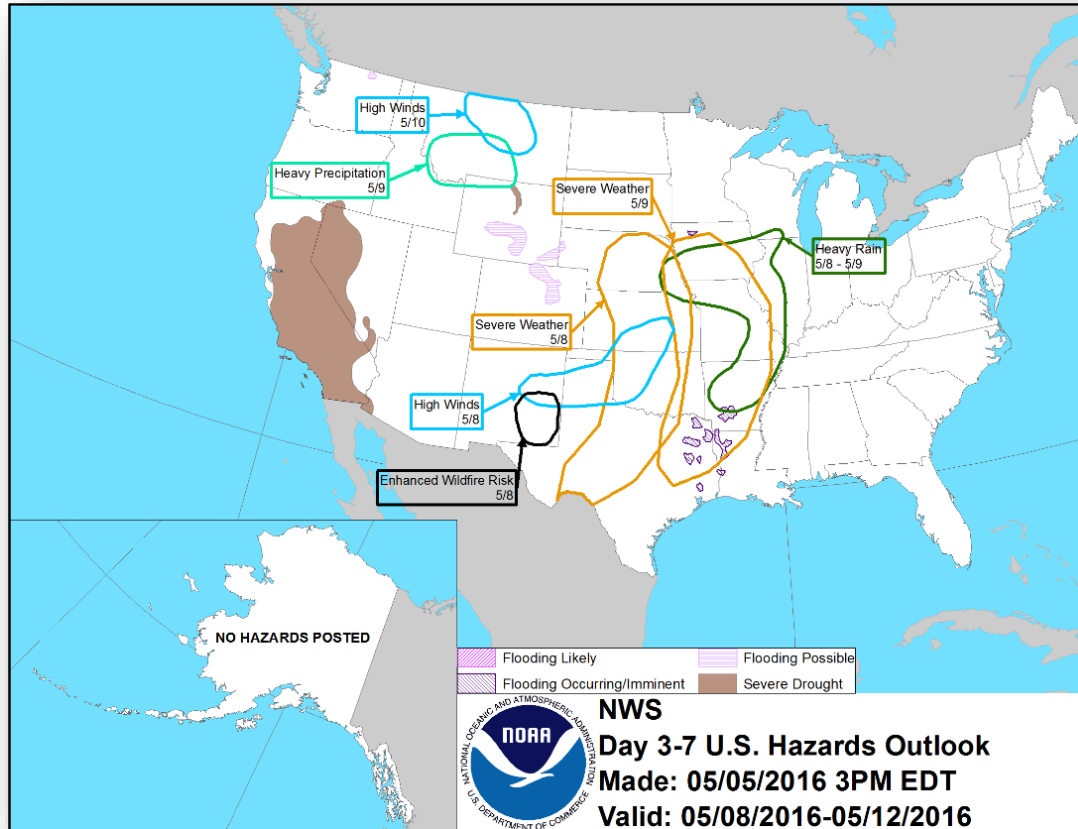 High Winds
5/10
Heavy Precipitation
5/9
Severe Weather
5/9
Heavy Rain
5/8 - 5/9
Severe Weather
5/8
High Winds
5/8
Enhanced Wildfire Risk
5/8
NO HAZARDS POSTED
Flooding Likely
Flooding Possible
Flooding Occurring/Imminent
Severe Drought
NATIONAL OCEANIC AND ATMOSPHERIC ADMINISTRATION
NOAA
U.S. DEPARTMENT OF COMMERCE
NWS
Day 3-7 U.S. Hazards Outlook
Made: 05/05/2016 3PM EDT
Valid: 05/08/2016-05/12/2016